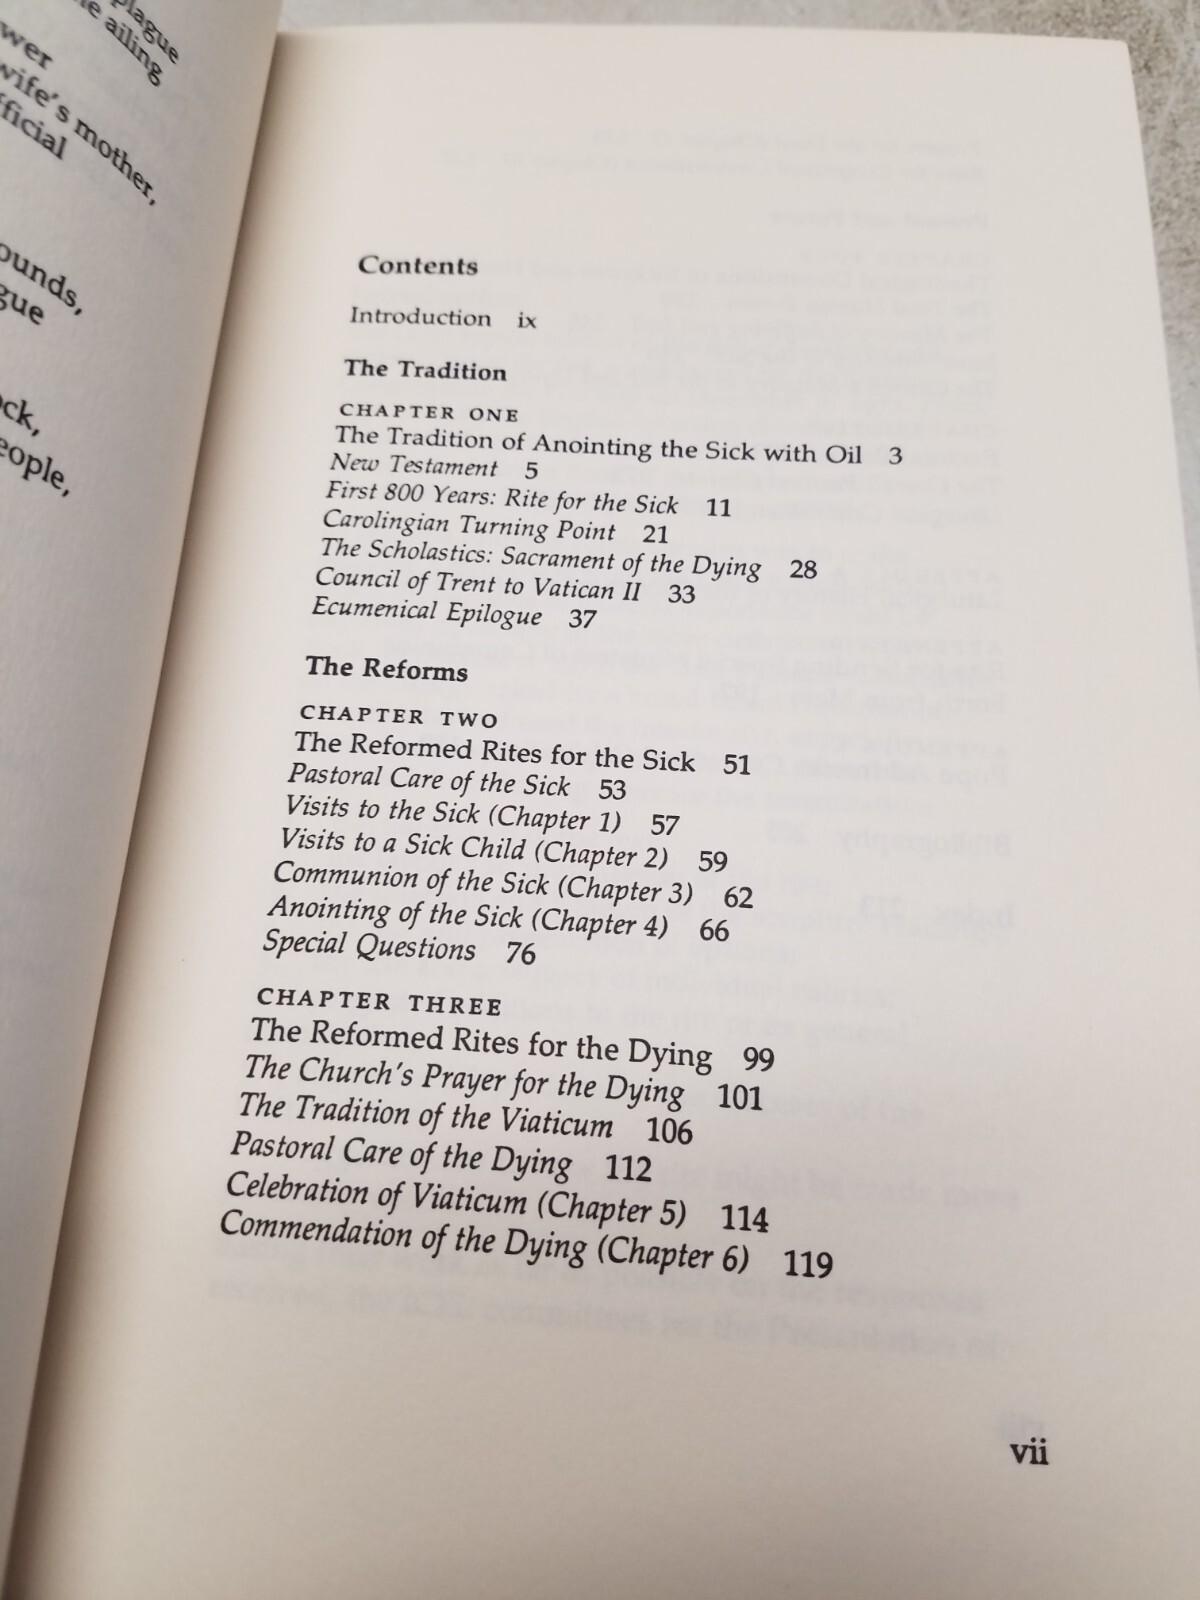 plague
ailing
wife's mother,
Contents
Introduction ix
The Tradition
CHAPTER ONE
The Tradition of Anointing the Sick with Oil 3
New Testament 5
First 800 Years: Rite for the Sick 11
Carolingian Turning Point 21
The Scholastics: Sacrament of the Dying 28
Council of Trent to Vatican II 33
Ecumenical Epilogue 37
The Reforms
CHAPTER TWO
The Reformed Rites for the Sick 51
Pastoral Care of the Sick 53
Visits to the Sick (Chapter 1) 57
Visits to a Sick Child (Chapter 2) 59
Communion of the Sick (Chapter 3) 62
Anointing of the Sick (Chapter 4) 66
Special Questions 76
CHAPTER THREE
The Reformed Rites for the Dying 99
The Church's Prayer for the Dying 101
The Tradition of the Viaticum 106
Pastoral Care of the Dying 112
Celebration of Viaticum (Chapter 5) 114
Commendation of the Dying (Chapter 6) 119
vii